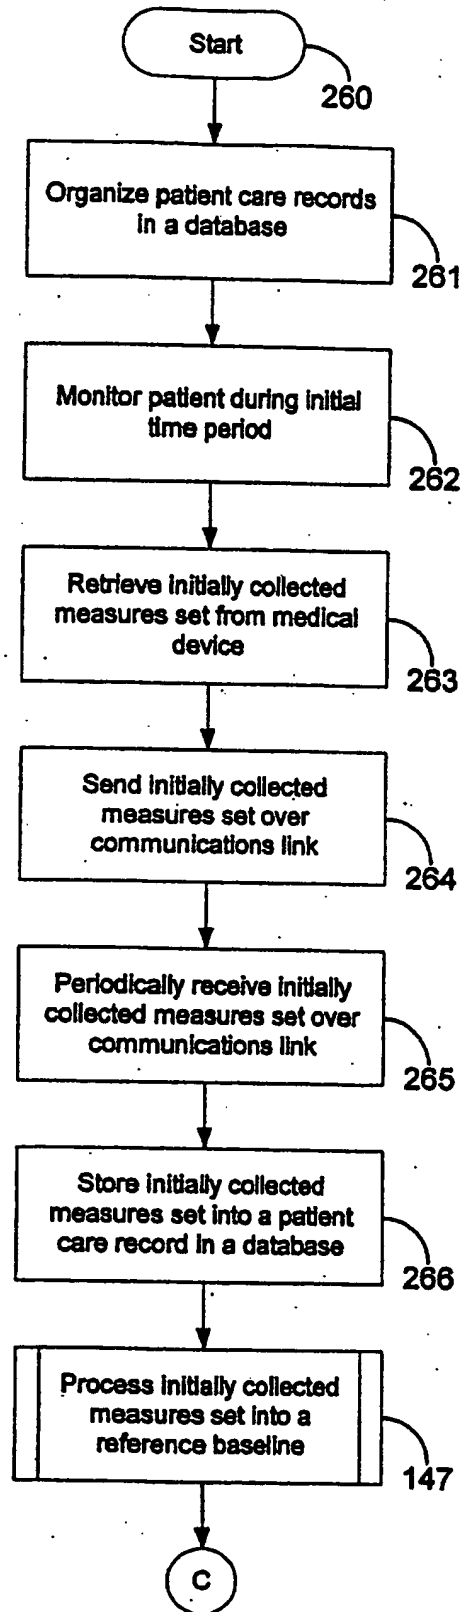 Start
260
Organize patient care records
in a database
261
Monitor patient during initial
time period
262
Retrieve initially collected
measures set from medical
device
263
Send initially collected
measures set over
communications link
264
Periodically receive initially
collected measures set over
communications link
265
Store initially collected
measures set into a patient
care record in a database
266
Process initially collected
measures set into a
reference baseline
147
C